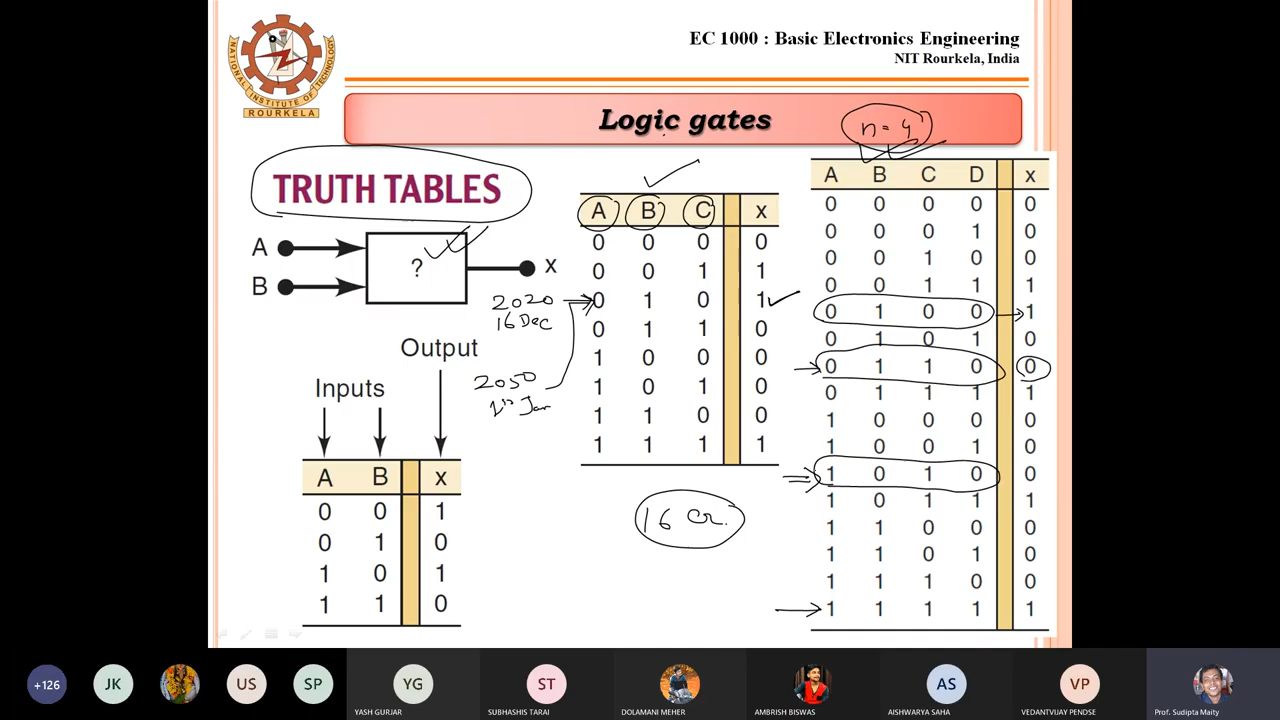 EC 1000 : Basic Electronics Engineering
NIT Rourkela, India
NATIONAL INSTITUTE OF TECHNOLOGY
ROURKELA
Logic gates
n = 4
TRUTH TABLES
A
B
?
x
Output
Inputs
A B x
0 0 1
0 1 0
1 0 1
1 1 0
2020
16 Dec
2050
1st Jan
A B C x
0 0 0 0
0 0 1 1
0 1 0 1
0 1 1 0
1 0 0 0
1 0 1 0
1 1 0 0
1 1 1 1
16
A B C D x
0 0 0 0 0
0 0 0 1 0
0 0 1 0 0
0 0 1 1 1
0 1 0 0 1
0 1 0 1 0
0 1 1 0 0
0 1 1 1 1
1 0 0 0 0
1 0 0 1 0
1 0 1 0 0
1 0 1 1 1
1 1 0 0 0
1 1 0 1 0
1 1 1 0 0
1 1 1 1 1
+126 JK US SP YG ST AS VP
YASH GURJAR SUBHASHIS TARAI DOLAMANI MEHER AMBRISH BISWAS AISHWARYA SAHA VEDANTVIJAY PENDSE Prof. Sudipta Maity